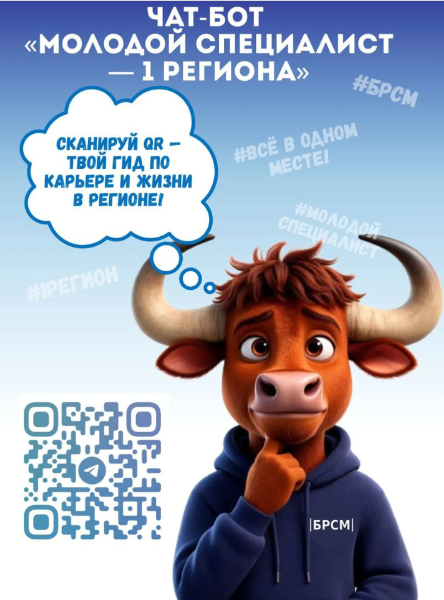 ЧАТ-БОТ
«МОЛОДОЙ СПЕЦИАЛИСТ
— 1 РЕГИОНА»
#БРСМ
СКАНИРУЙ QR –
ТВОЙ ГИД ПО
КАРЬЕРЕ И ЖИЗНИ
В РЕГИОНЕ!
#ВСЁ В ОДНОМ
МЕСТЕ!
#МОЛОДОЙ
СПЕЦИАЛИСТ
#1РЕГИОН
|БРСМ|